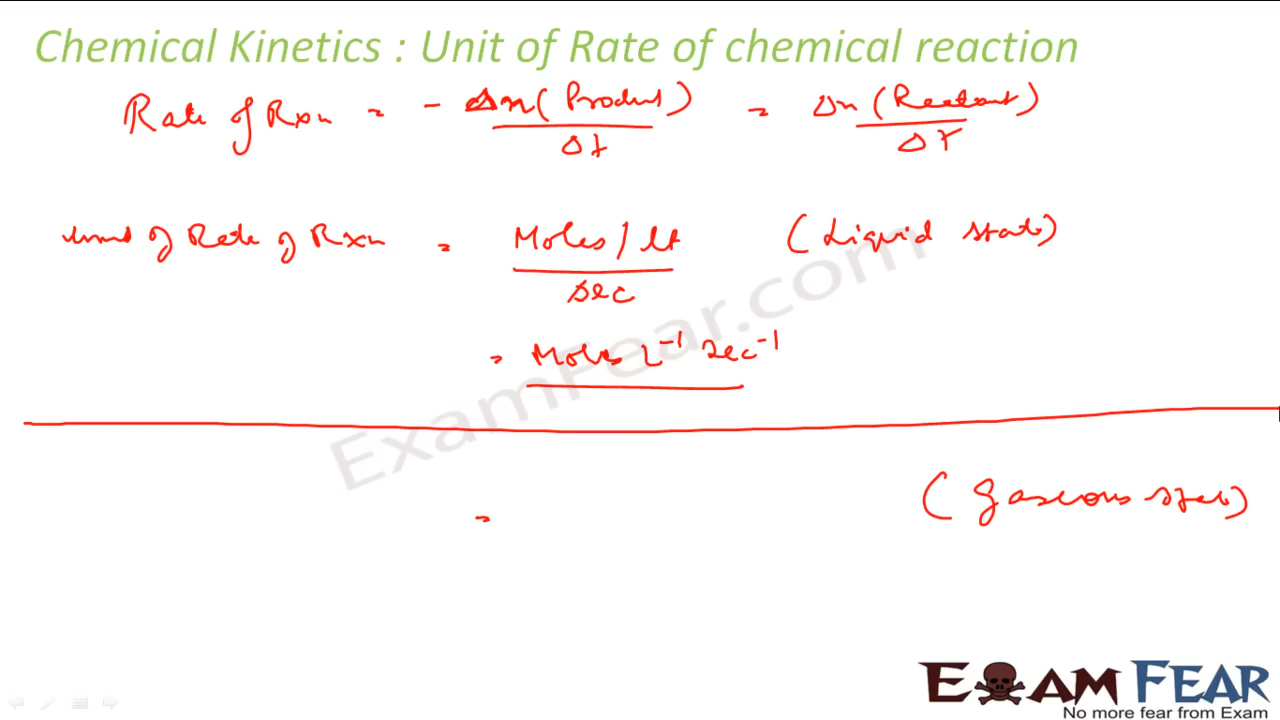 Chemical Kinetics : Unit of Rate of chemical reaction
Rate of Rxn = - Δn(Product) / Δt = Δn (Reactant) / Δt
Unit of Rate of Rxn = Moles / lt / sec (Liquid state)
= Moles L⁻¹ sec⁻¹
= (Gaseous state)
ExamFear.com
EXAM FEAR
No more fear from Exam